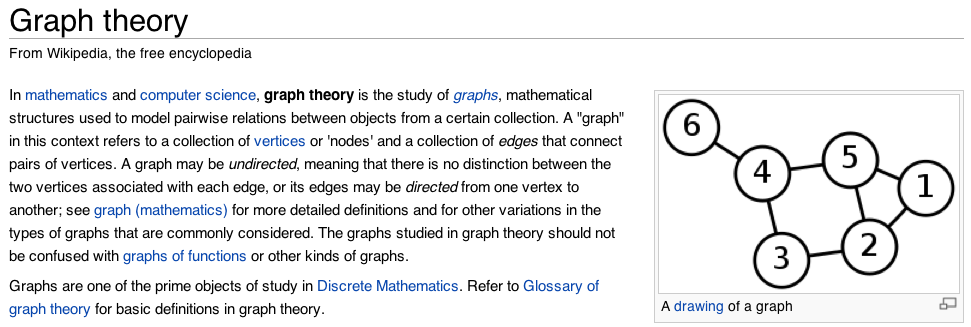 Graph theory
From Wikipedia, the free encyclopedia
In mathematics and computer science, graph theory is the study of graphs, mathematical
structures used to model pairwise relations between objects from a certain collection. A "graph"
in this context refers to a collection of vertices or 'nodes' and a collection of edges that connect
pairs of vertices. A graph may be undirected, meaning that there is no distinction between the
two vertices associated with each edge, or its edges may be directed from one vertex to
another; see graph (mathematics) for more detailed definitions and for other variations in the
types of graphs that are commonly considered. The graphs studied in graph theory should not
be confused with graphs of functions or other kinds of graphs.
Graphs are one of the prime objects of study in Discrete Mathematics. Refer to Glossary of
graph theory for basic definitions in graph theory.
6
4
5
1
3
2
A drawing of a graph